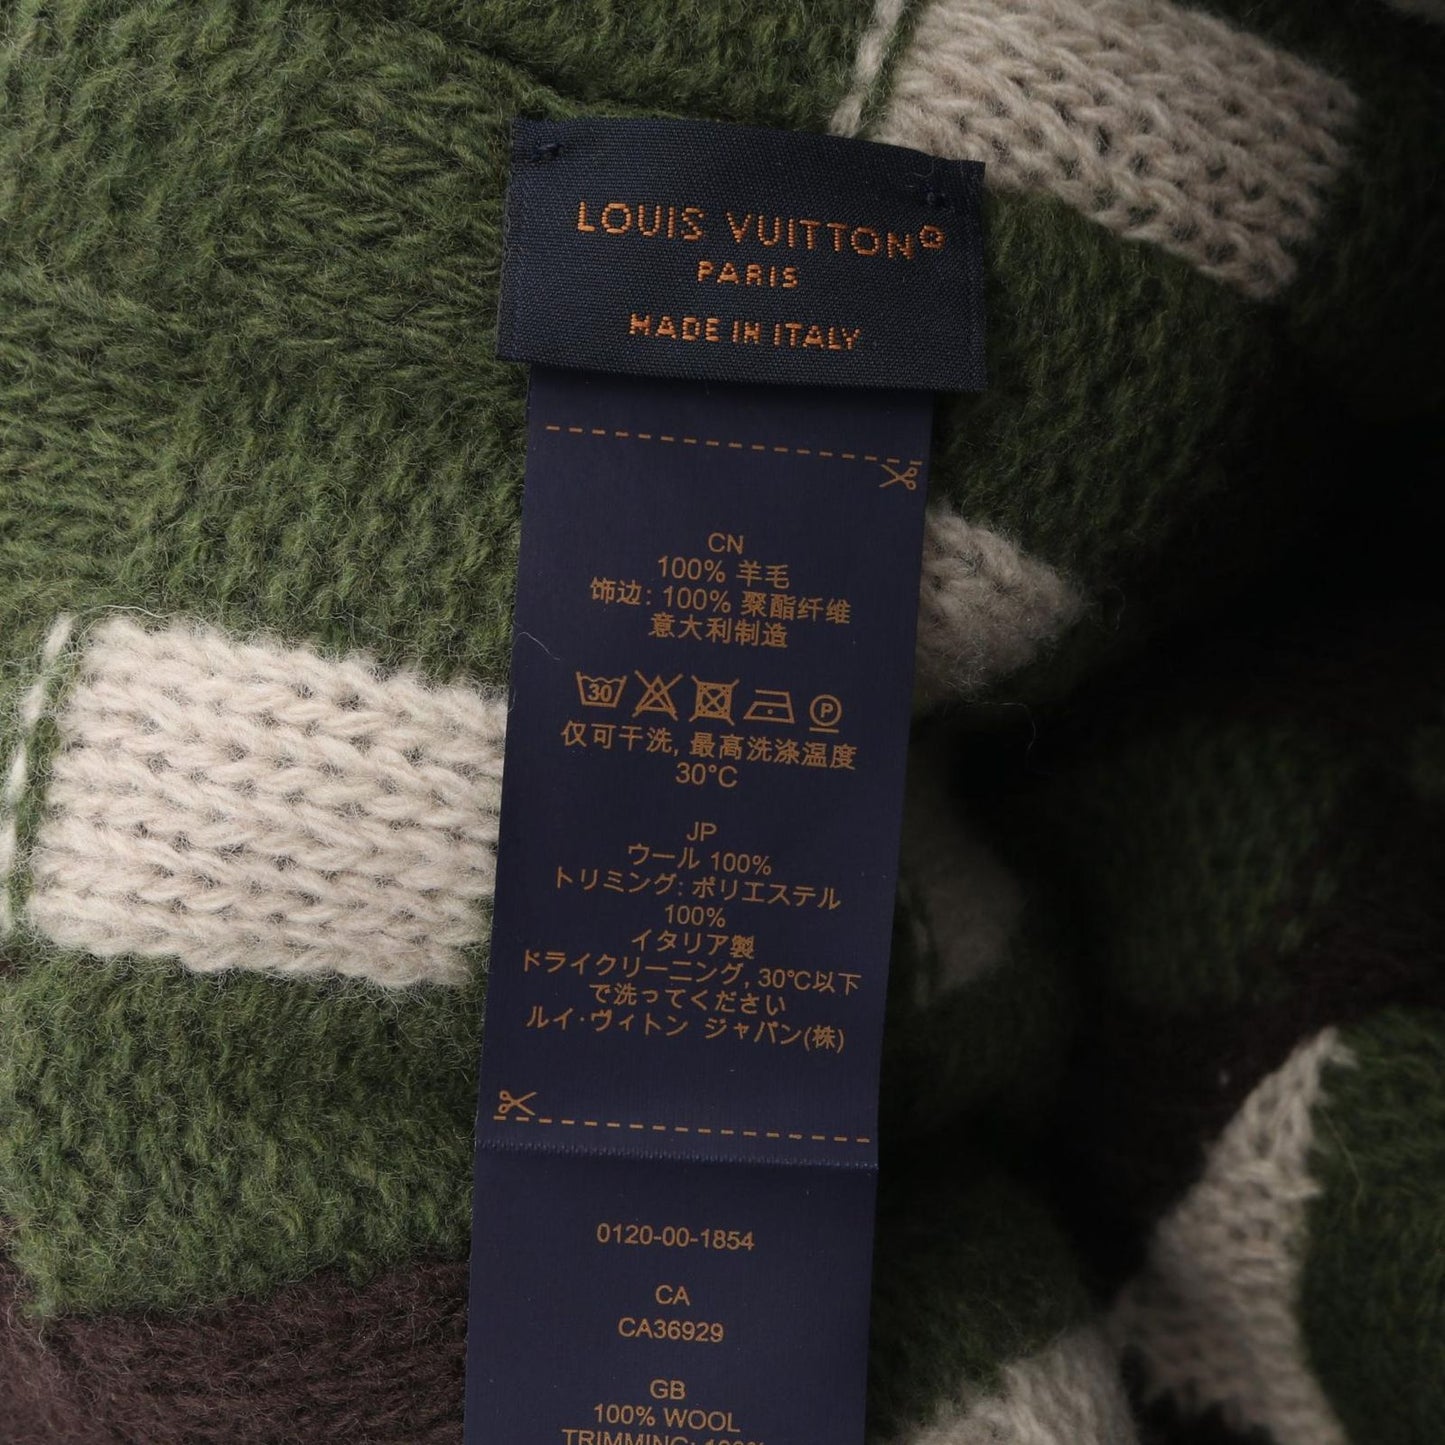 LOUIS VUITTON®
PARIS
MADE IN ITALY
CN
100% 羊毛
饰边: 100% 聚酯纤维
意大利制造
30 P
仅可干洗, 最高洗涤温度
30°C
JP
ウール 100%
トリミング: ポリエステル
100%
イタリア製
ドライクリーニング, 30℃以下
で洗ってください
ルイ·ヴィトン ジャパン(株)
0120-00-1854
CA
CA36929
GB
100% WOOL
TRIMMING: 100%